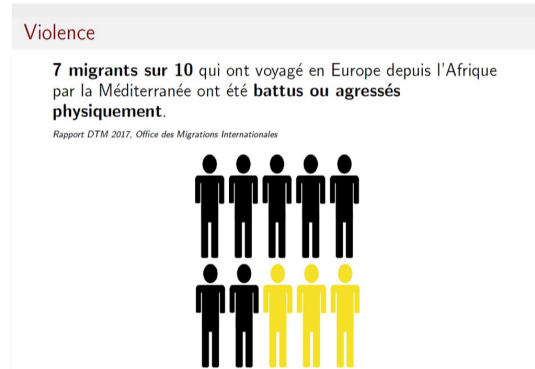 Violence
7 migrants sur 10 qui ont voyagé en Europe depuis l'Afrique
par la Méditerranée ont été battus ou agressés
physiquement.
Rapport DTM 2017, Office des Migrations Internationales